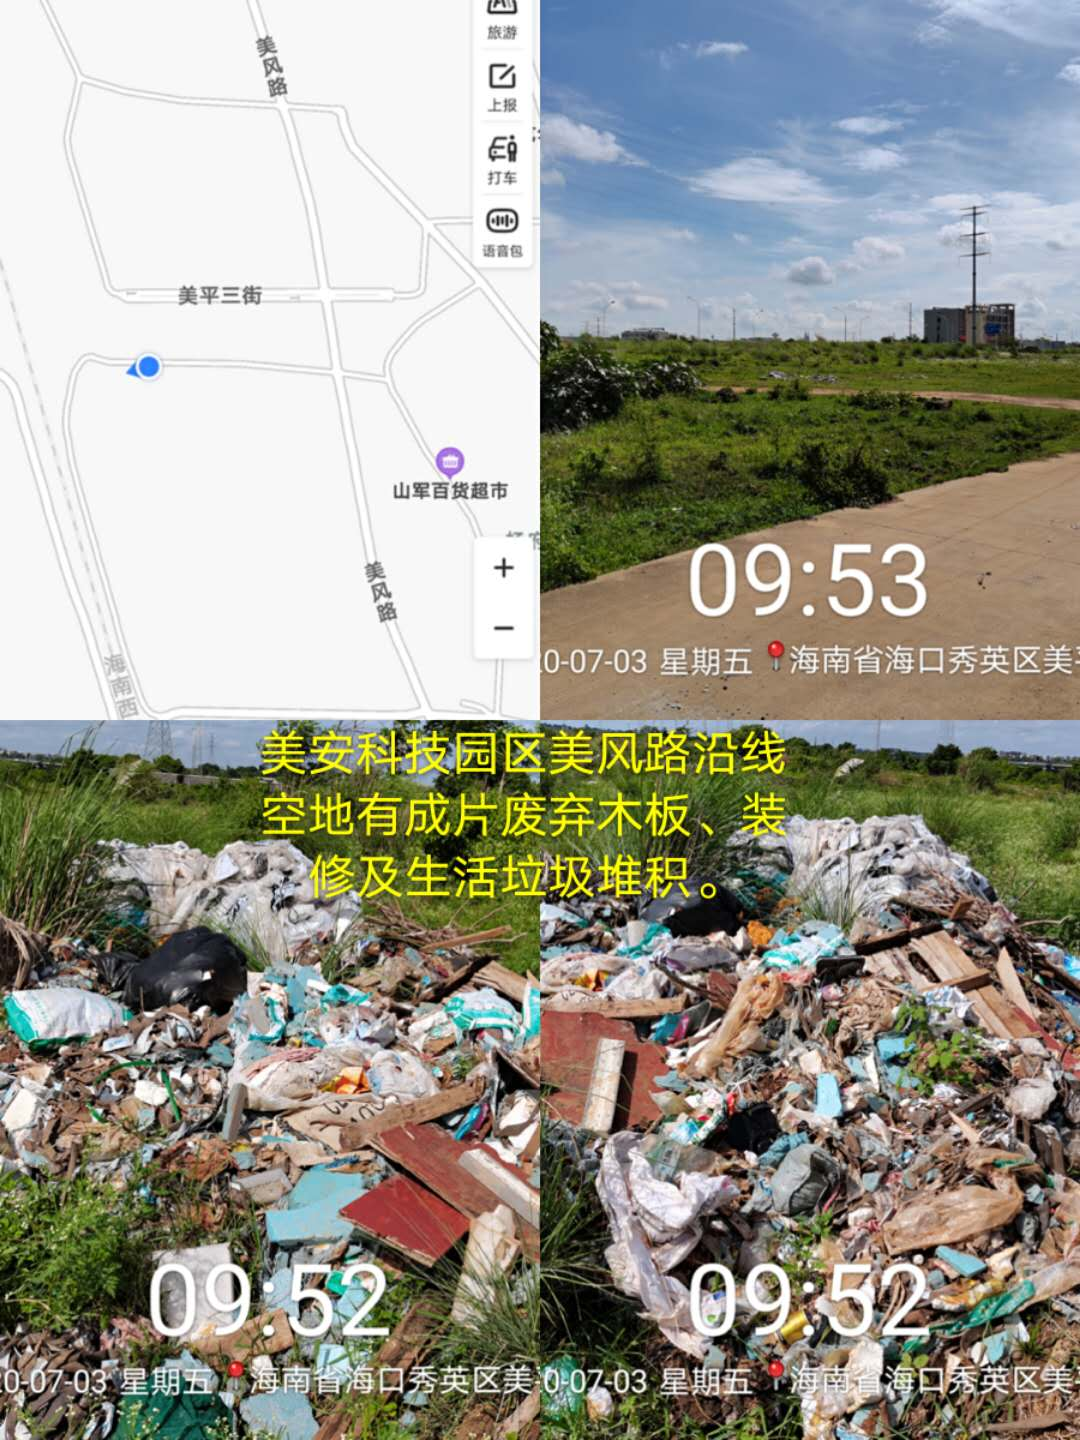 旅游
上报
打车
语音包
美风路
美平三街
山军百货超市
美风路
海南西
+
−
09:53
0-07-03 星期五 海南省海口秀英区美
美安科技园区美风路沿线
空地有成片废弃木板、装
修及生活垃圾堆积。
09:52
20-07-03 星期五 海南省海口秀英区美
09:52
0-07-03 星期五 海南省海口秀英区美